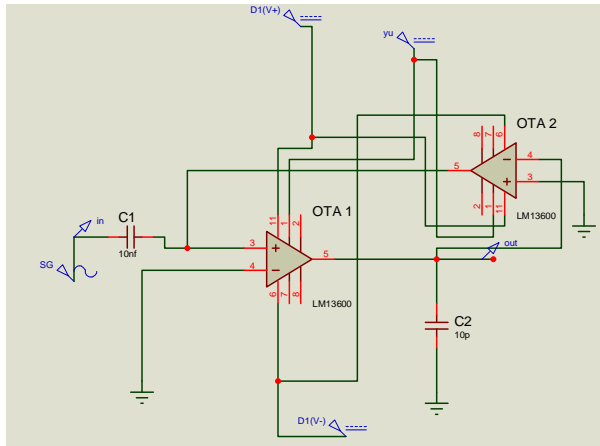 D1(V+)
yu
OTA 2
8 7 6
5
4
3
2 1 11
LM13600
OTA 1
11 1 2
in
C1
10nf
SG
3
4
5
6 7 8
LM13600
out
C2
10p
D1(V-)